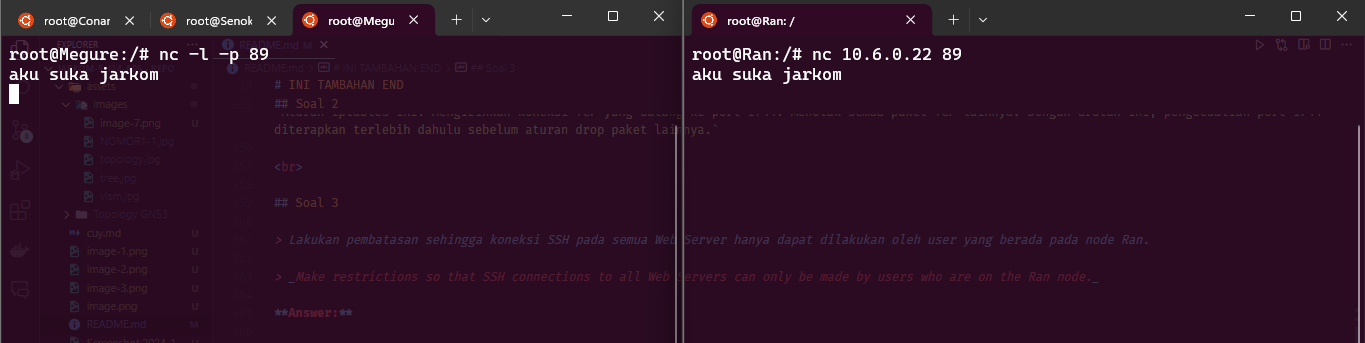 root@Conar
root@Senok
root@Megu
root@Ran: /
root@Megure:/# nc -l -p 89
aku suka jarkom
root@Ran:/# nc 10.6.0.22 89
aku suka jarkom
EXPLORER
README.md M
README.md > # INI TAMBAHAN END > ## Soal 3
assets
images
image-7.png U
NOMOR1-1.jpg
topology.jpg
tree.jpg
vlsm.jpg
Topology GNS3
cuy.md U
image-1.png U
image-2.png U
image-3.png U
image.png U
README.md M
# INI TAMBAHAN END
## Soal 2
diterapkan terlebih dahulu sebelum aturan drop paket lainnya.`
<br>
## Soal 3
> Lakukan pembatasan sehingga koneksi SSH pada semua Web Server hanya dapat dilakukan oleh user yang berada pada node Ran.
> _Make restrictions so that SSH connections to all Web Servers can only be made by users who are on the Ran node._
**Answer:**